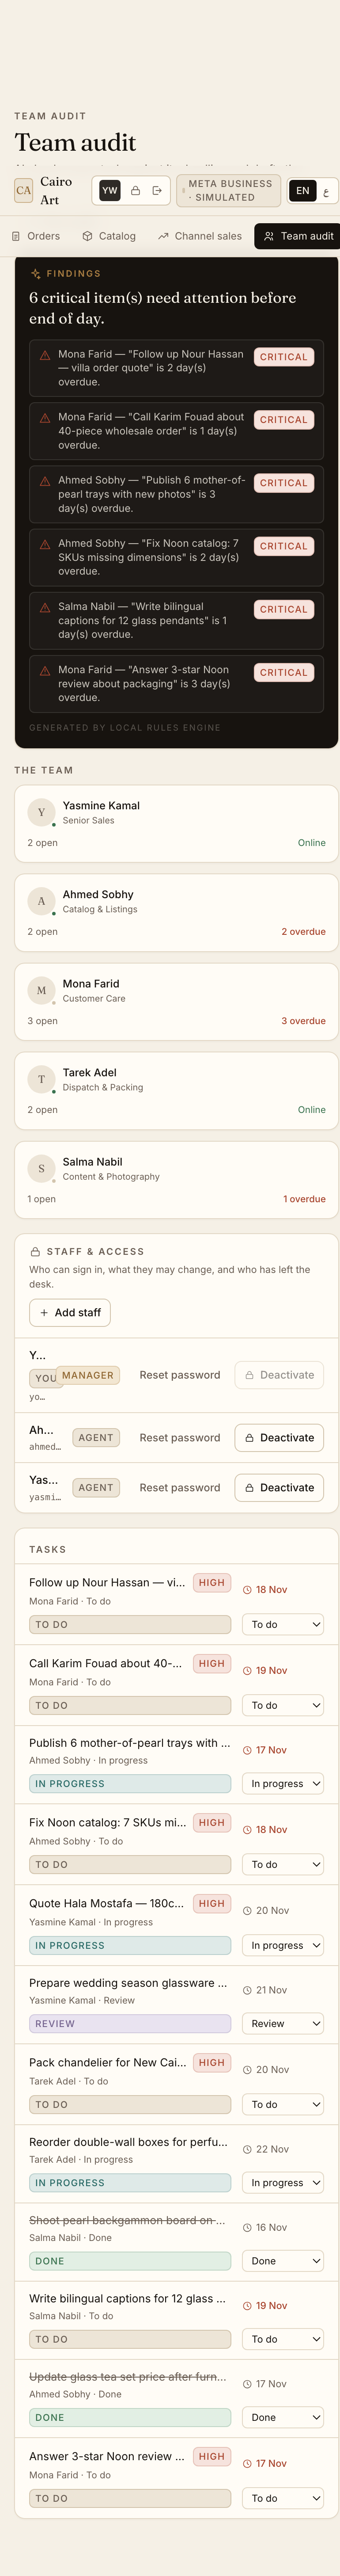 TEAM AUDIT
Team audit
CA
Cairo
Art
YW
META BUSINESS
· SIMULATED
EN
ع
Orders
Catalog
Channel sales
Team audit
FINDINGS
6 critical item(s) need attention before
end of day.
Mona Farid — "Follow up Nour Hassan
— villa order quote" is 2 day(s)
overdue.
CRITICAL
Mona Farid — "Call Karim Fouad about
40-piece wholesale order" is 1 day(s)
overdue.
CRITICAL
Ahmed Sobhy — "Publish 6 mother-of-
pearl trays with new photos" is 3
day(s) overdue.
CRITICAL
Ahmed Sobhy — "Fix Noon catalog: 7
SKUs missing dimensions" is 2 day(s)
overdue.
CRITICAL
Salma Nabil — "Write bilingual
captions for 12 glass pendants" is 1
day(s) overdue.
CRITICAL
Mona Farid — "Answer 3-star Noon
review about packaging" is 3 day(s)
overdue.
CRITICAL
GENERATED BY LOCAL RULES ENGINE
THE TEAM
Y
Yasmine Kamal
Senior Sales
2 open
Online
A
Ahmed Sobhy
Catalog & Listings
2 open
2 overdue
M
Mona Farid
Customer Care
3 open
3 overdue
T
Tarek Adel
Dispatch & Packing
2 open
Online
S
Salma Nabil
Content & Photography
1 open
1 overdue
STAFF & ACCESS
Who can sign in, what they may change, and who has left the
desk.
+ Add staff
Y…
YOU
MANAGER
yo…
Reset password
Deactivate
Ah…
ahmed…
AGENT
Reset password
Deactivate
Yas…
yasmi…
AGENT
Reset password
Deactivate
TASKS
Follow up Nour Hassan — vi…
HIGH
18 Nov
Mona Farid · To do
TO DO
To do
Call Karim Fouad about 40-…
HIGH
19 Nov
Mona Farid · To do
TO DO
To do
Publish 6 mother-of-pearl trays with …
17 Nov
Ahmed Sobhy · In progress
IN PROGRESS
In progress
Fix Noon catalog: 7 SKUs mi…
HIGH
18 Nov
Ahmed Sobhy · To do
TO DO
To do
Quote Hala Mostafa — 180c…
HIGH
20 Nov
Yasmine Kamal · In progress
IN PROGRESS
In progress
Prepare wedding season glassware …
21 Nov
Yasmine Kamal · Review
REVIEW
Review
Pack chandelier for New Cai…
HIGH
20 Nov
Tarek Adel · To do
TO DO
To do
Reorder double-wall boxes for perfu…
22 Nov
Tarek Adel · In progress
IN PROGRESS
In progress
Shoot pearl backgammon board on …
16 Nov
Salma Nabil · Done
DONE
Done
Write bilingual captions for 12 glass …
19 Nov
Salma Nabil · To do
TO DO
To do
Update glass tea set price after furn…
17 Nov
Ahmed Sobhy · Done
DONE
Done
Answer 3-star Noon review …
HIGH
17 Nov
Mona Farid · To do
TO DO
To do